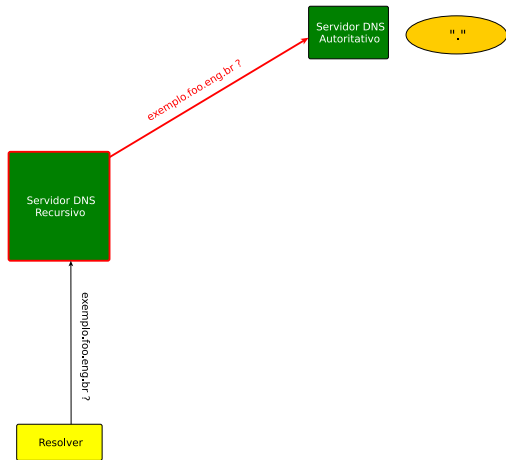 Servidor DNS
Autoritativo
"."
exemplo.foo.eng.br ?
Servidor DNS
Recursivo
exemplo.foo.eng.br ?
Resolver